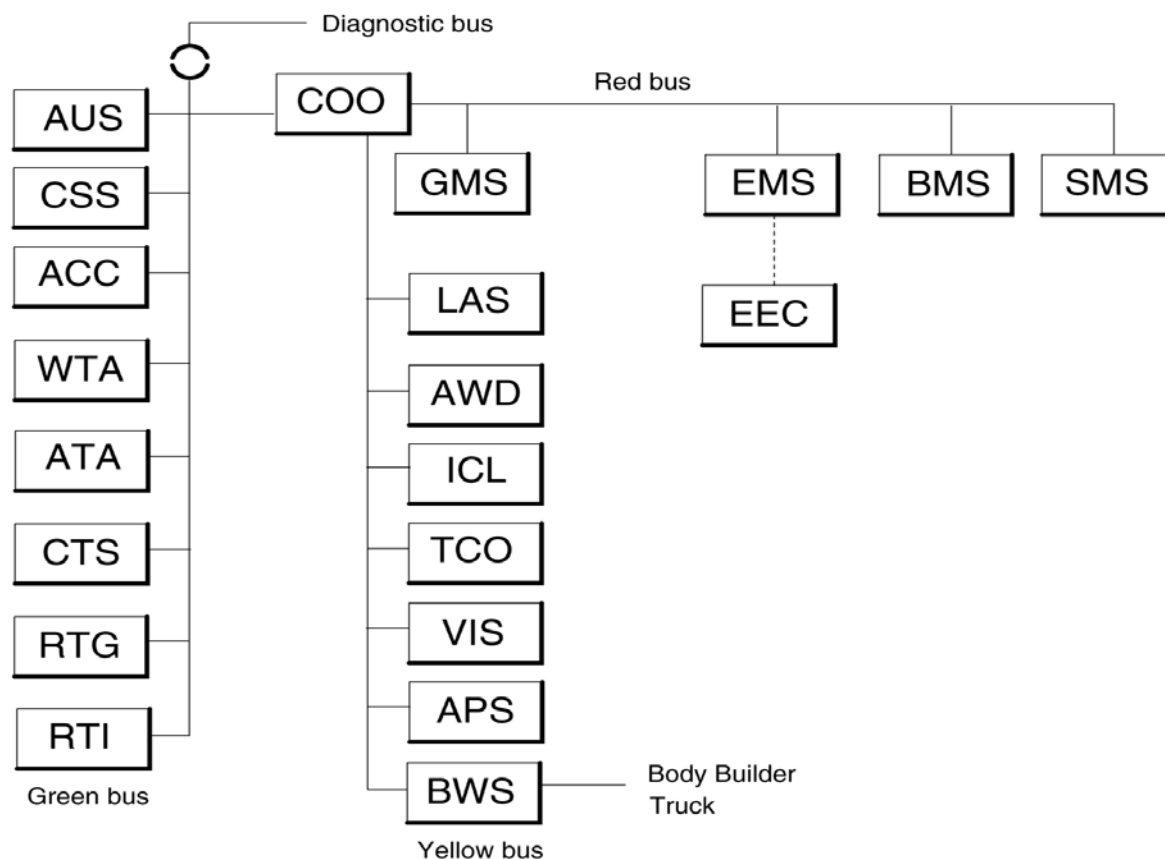 Diagnostic bus
COO
Red bus
AUS
GMS
EMS
BMS
SMS
CSS
ACC
LAS
EEC
WTA
AWD
ATA
ICL
CTS
TCO
RTG
VIS
RTI
APS
Green bus
BWS
Body Builder
Truck
Yellow bus